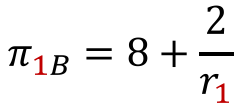 π₁B = 8 + 2/r₁